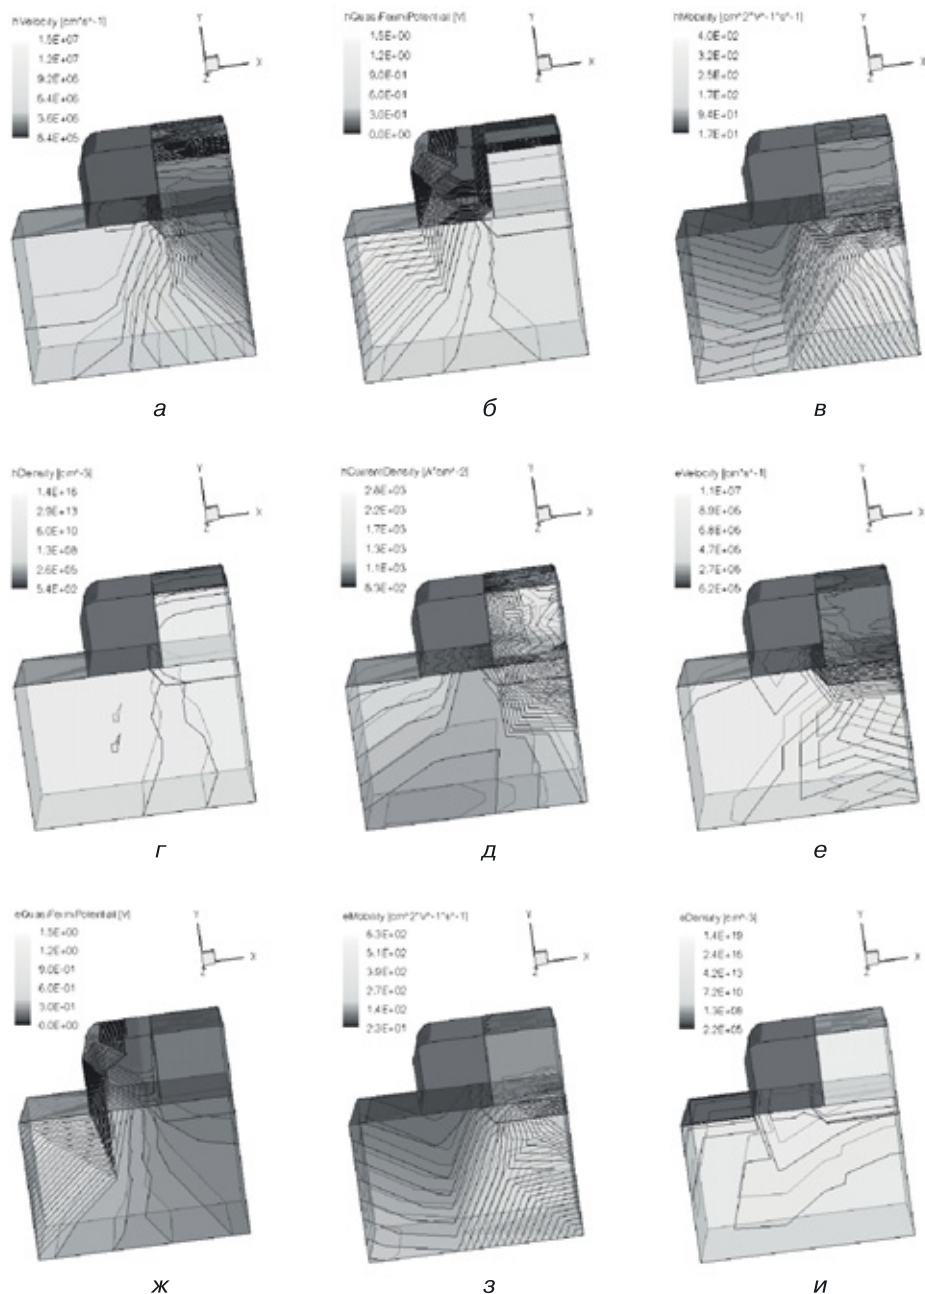 hVelocity [cm*s^-1]
1.5E+07
1.2E+07
9.2E+06
6.4E+06
3.6E+06
8.4E+05
Y
X
Z
а
hQuasiFermiPotential [V]
1.5E+00
1.2E+00
9.0E-01
6.0E-01
3.0E-01
0.0E+00
Y
X
Z
б
hMobility [cm^2*V^-1*s^-1]
4.0E+02
3.2E+02
2.5E+02
1.7E+02
9.4E+01
1.7E+01
Y
X
Z
в
hDensity [cm^-3]
1.4E+16
2.9E+13
6.0E+10
1.3E+08
2.6E+05
5.4E+02
Y
X
Z
г
hCurrentDensity [A*cm^-2]
2.8E+03
2.2E+03
1.7E+03
1.3E+03
1.1E+03
8.3E+02
Y
X
Z
д
eVelocity [cm*s^-1]
1.1E+07
8.9E+06
6.8E+06
4.7E+06
2.7E+06
6.2E+05
Y
X
Z
е
eQuasiFermiPotential [V]
1.5E+00
1.2E+00
9.0E-01
6.0E-01
3.0E-01
0.0E+00
Y
X
Z
ж
eMobility [cm^2*V^-1*s^-1]
6.3E+02
5.1E+02
3.9E+02
2.7E+02
1.4E+02
2.3E+01
Y
X
Z
з
eDensity [cm^-3]
1.4E+19
2.4E+16
4.2E+13
7.2E+10
1.3E+08
2.2E+05
Y
X
Z
и